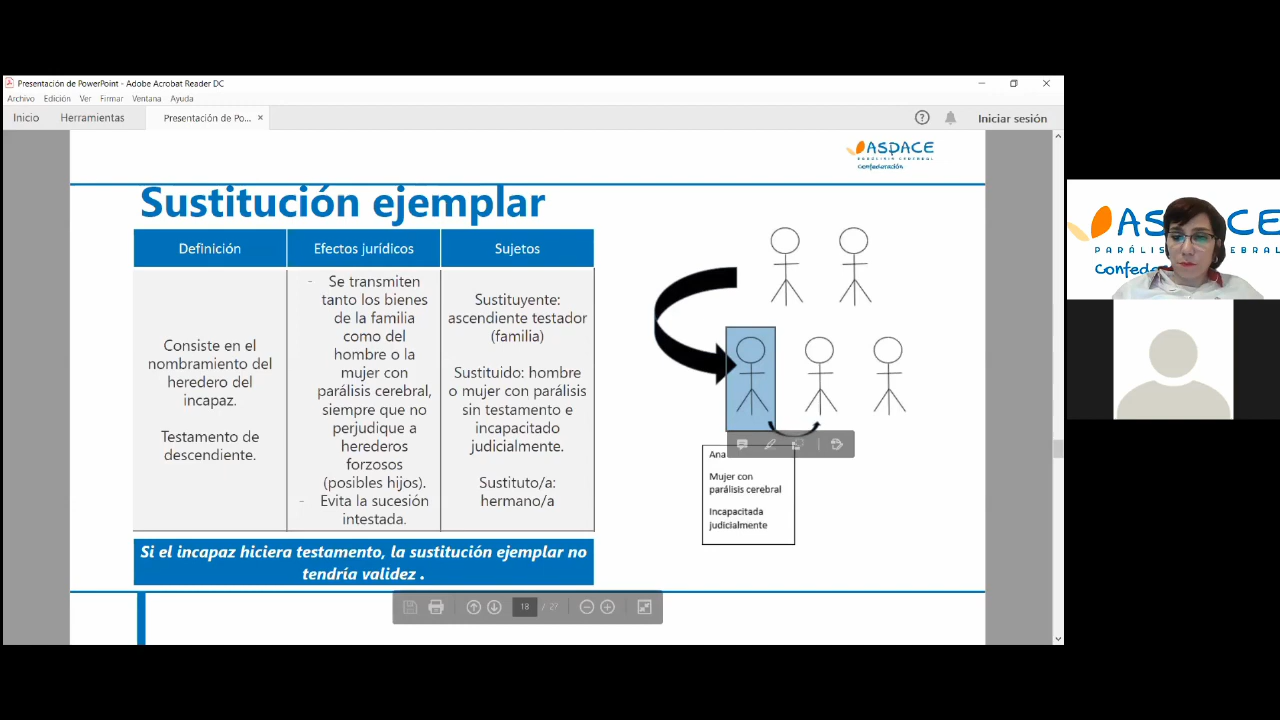 Presentación de PowerPoint - Adobe Acrobat Reader DC
Archivo Edición Ver Firmar Ventana Ayuda
Inicio Herramientas Presentación de Po... × Iniciar sesión
ASPACE
PARÁLISIS CEREBRAL
Confederación
Sustitución ejemplar
Definición
Efectos jurídicos
Sujetos
Consiste en el
nombramiento del
heredero del
incapaz.
Testamento de
descendiente.
- Se transmiten
tanto los bienes
de la familia
como del
hombre o la
mujer con
parálisis cerebral,
siempre que no
perjudique a
herederos
forzosos
(posibles hijos).
- Evita la sucesión
intestada.
Sustituyente:
ascendiente testador
(familia)
Sustituido: hombre
o mujer con parálisis
sin testamento e
incapacitado
judicialmente.
Sustituto/a:
hermano/a
Si el incapaz hiciera testamento, la sustitución ejemplar no
tendría validez .
Ana
Mujer con
parálisis cerebral
Incapacitada
judicialmente
18 / 27
ASPACE
PARÁLISIS CEREBRAL
Confede